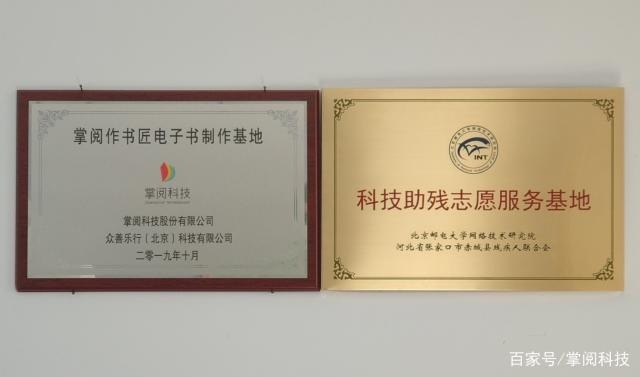 掌阅作书匠电子书制作基地
掌阅科技
掌阅科技股份有限公司
众善乐行（北京）科技有限公司
二零一九年十月
INT
科技助残志愿服务基地
北京邮电大学网络技术研究院
河北省张家口市赤城县残疾人联合会
百家号/掌阅科技